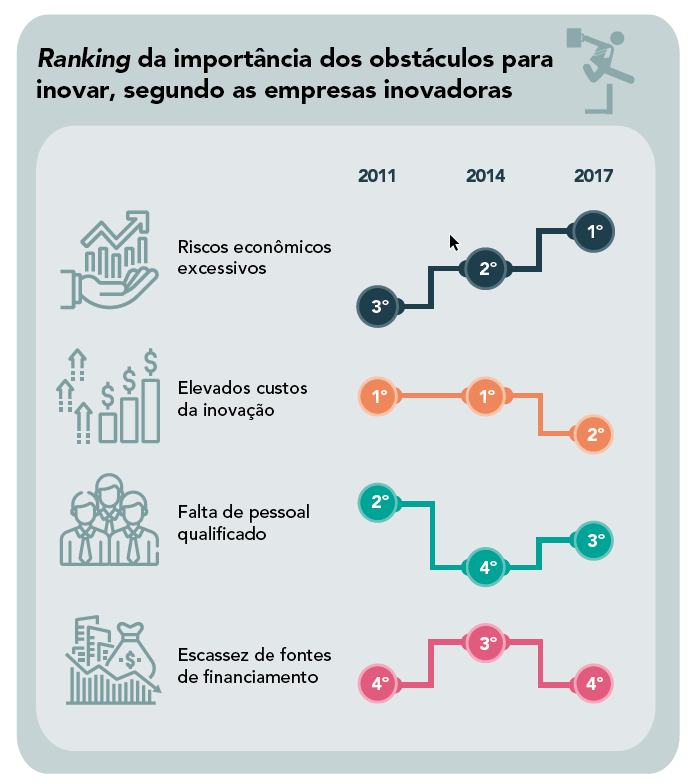 Ranking da importância dos obstáculos para
inovar, segundo as empresas inovadoras
2011 2014 2017
Riscos econômicos
excessivos
3º 2º 1º
Elevados custos
da inovação
1º 1º 2º
Falta de pessoal
qualificado
2º 4º 3º
Escassez de fontes
de financiamento
4º 3º 4º